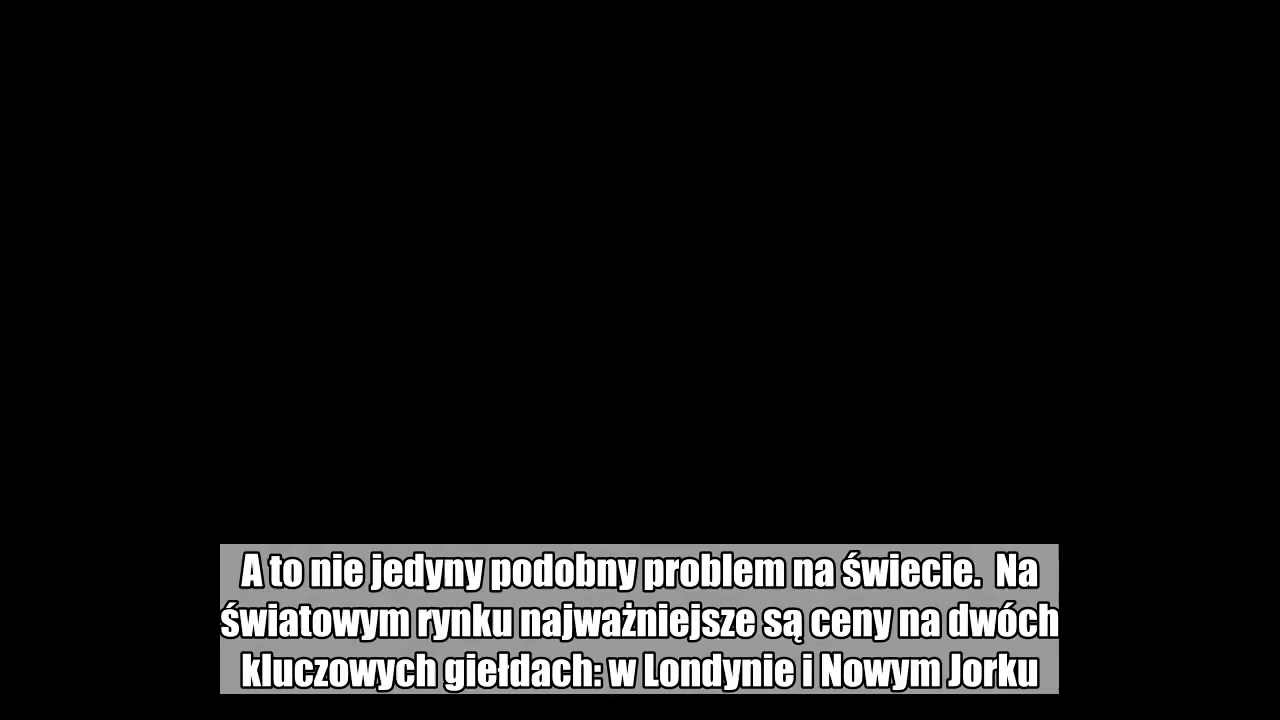 A to nie jedyny podobny problem na świecie.  Na
światowym rynku najważniejsze są ceny na dwóch
kluczowych giełdach: w Londynie i Nowym Jorku